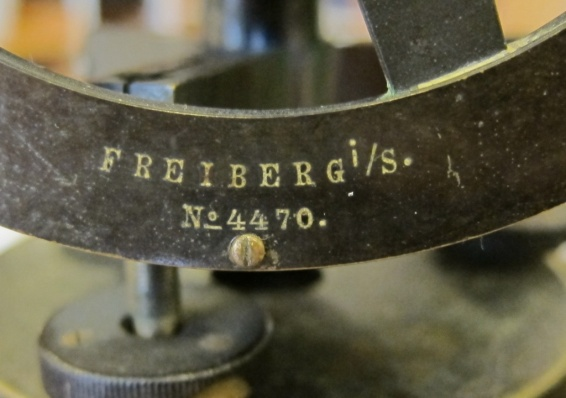 FREIBERG i/S.
Nº 4470.